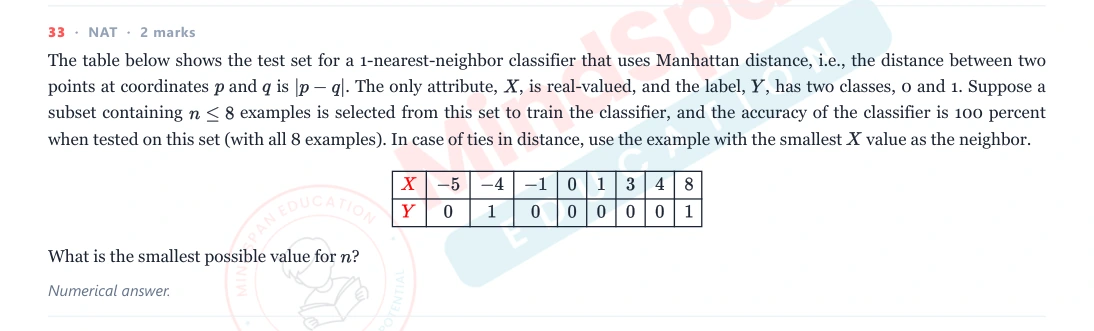 33 · NAT · 2 marks
The table below shows the test set for a 1-nearest-neighbor classifier that uses Manhattan distance, i.e., the distance between two
points at coordinates p and q is |p − q|. The only attribute, X, is real-valued, and the label, Y, has two classes, 0 and 1. Suppose a
subset containing n ≤ 8 examples is selected from this set to train the classifier, and the accuracy of the classifier is 100 percent
when tested on this set (with all 8 examples). In case of ties in distance, use the example with the smallest X value as the neighbor.
X −5 −4 −1 0 1 3 4 8
Y 0 1 0 0 0 0 0 1
What is the smallest possible value for n?
Numerical answer.
EDUCATION